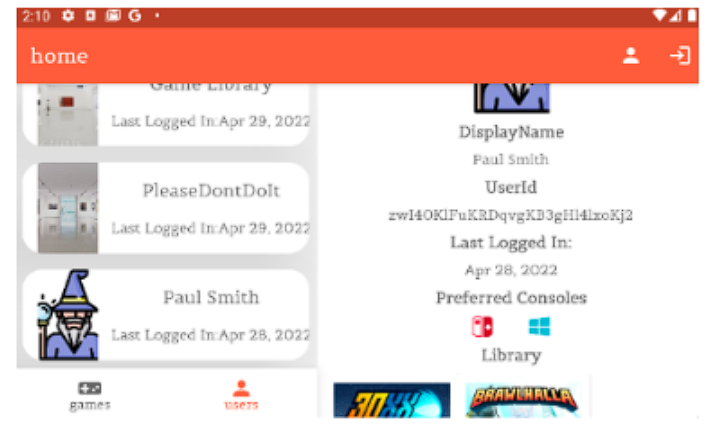 2:10
home
Game Library
Last Logged In:Apr 29, 2022
PleaseDontDoIt
Last Logged In:Apr 29, 2022
Paul Smith
Last Logged In:Apr 28, 2022
games
users
DisplayName
Paul Smith
UserId
Last Logged In:
Apr 28, 2022
Preferred Consoles
Library
30XX
BRAWLHALLA